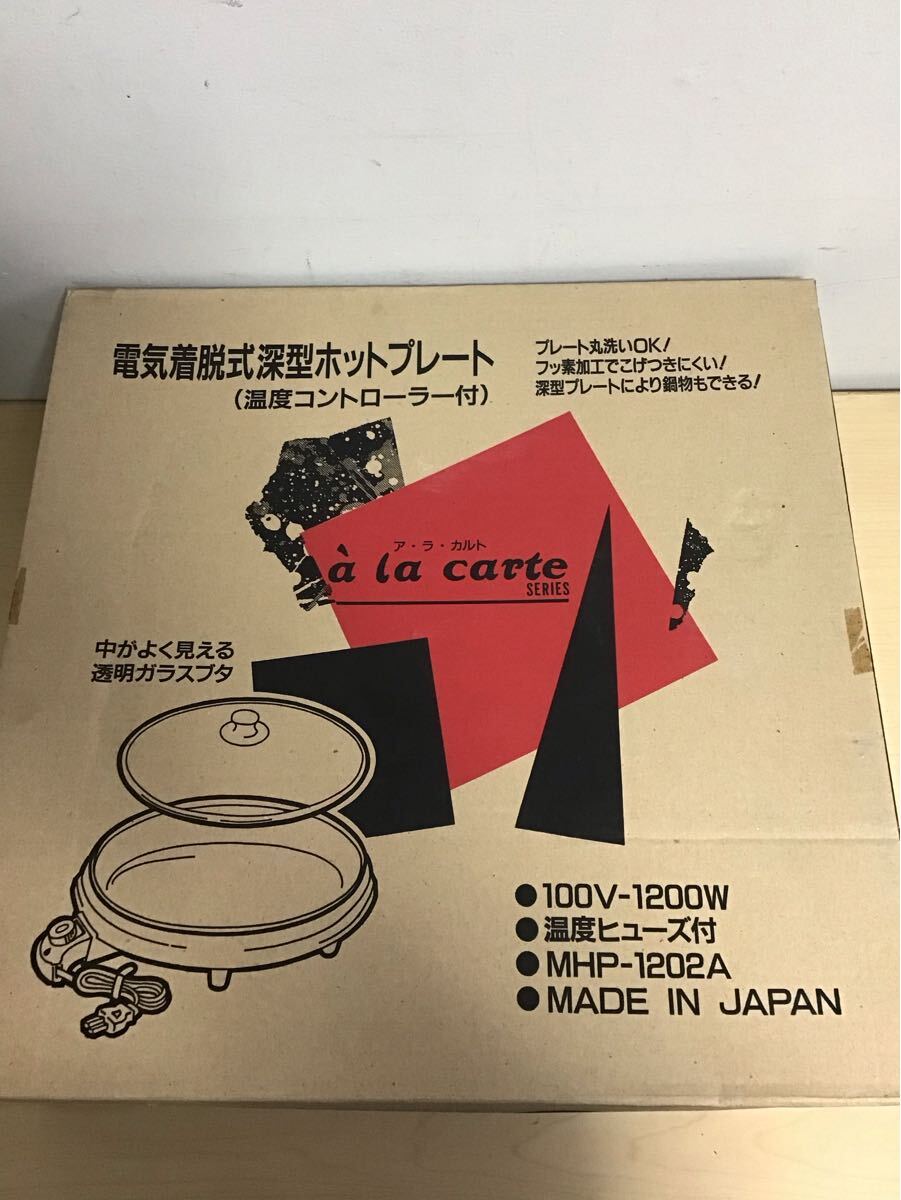 電気着脱式深型ホットプレート
(温度コントローラー付)
プレート丸洗いOK!
フッ素加工でこげつきにくい!
深型プレートにより鍋物もできる!
ア・ラ・カルト
à la carte
SERIES
中がよく見える
透明ガラスブタ
●100V-1200W
●温度ヒューズ付
●MHP-1202A
●MADE IN JAPAN